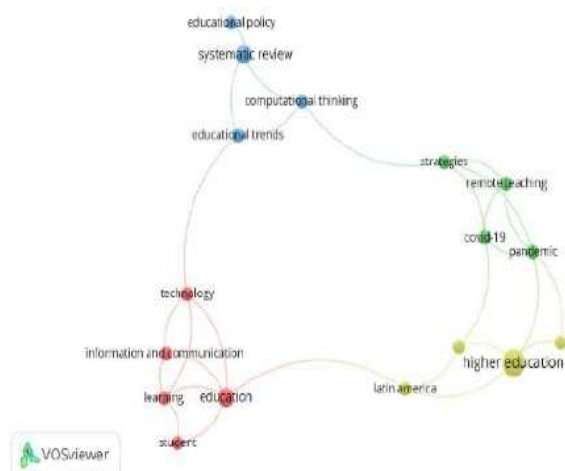 educational policy
systematic review
computational thinking
educational trends
strategies
remote teaching
covid-19
pandemic
technology
information and communication
higher education
latin america
learning
education
student
VOSviewer